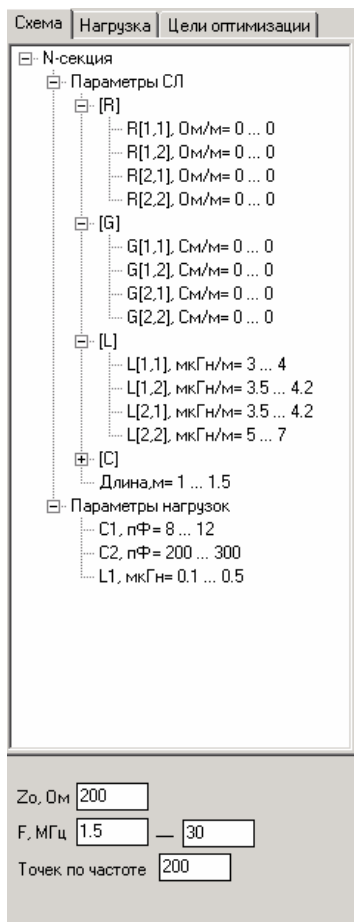 Схема Нагрузка Цели оптимизации
N-секция
Параметры СЛ
[R]
R[1,1], Ом/м= 0 ... 0
R[1,2], Ом/м= 0 ... 0
R[2,1], Ом/м= 0 ... 0
R[2,2], Ом/м= 0 ... 0
[G]
G[1,1], См/м= 0 ... 0
G[1,2], См/м= 0 ... 0
G[2,1], См/м= 0 ... 0
G[2,2], См/м= 0 ... 0
[L]
L[1,1], мкГн/м= 3 ... 4
L[1,2], мкГн/м= 3.5 ... 4.2
L[2,1], мкГн/м= 3.5 ... 4.2
L[2,2], мкГн/м= 5 ... 7
[C]
Длина,м= 1 ... 1.5
Параметры нагрузок
C1, пФ= 8 ... 12
C2, пФ= 200 ... 300
L1, мкГн= 0.1 ... 0.5
Zo, Ом 200
F, МГц 1.5 — 30
Точек по частоте 200